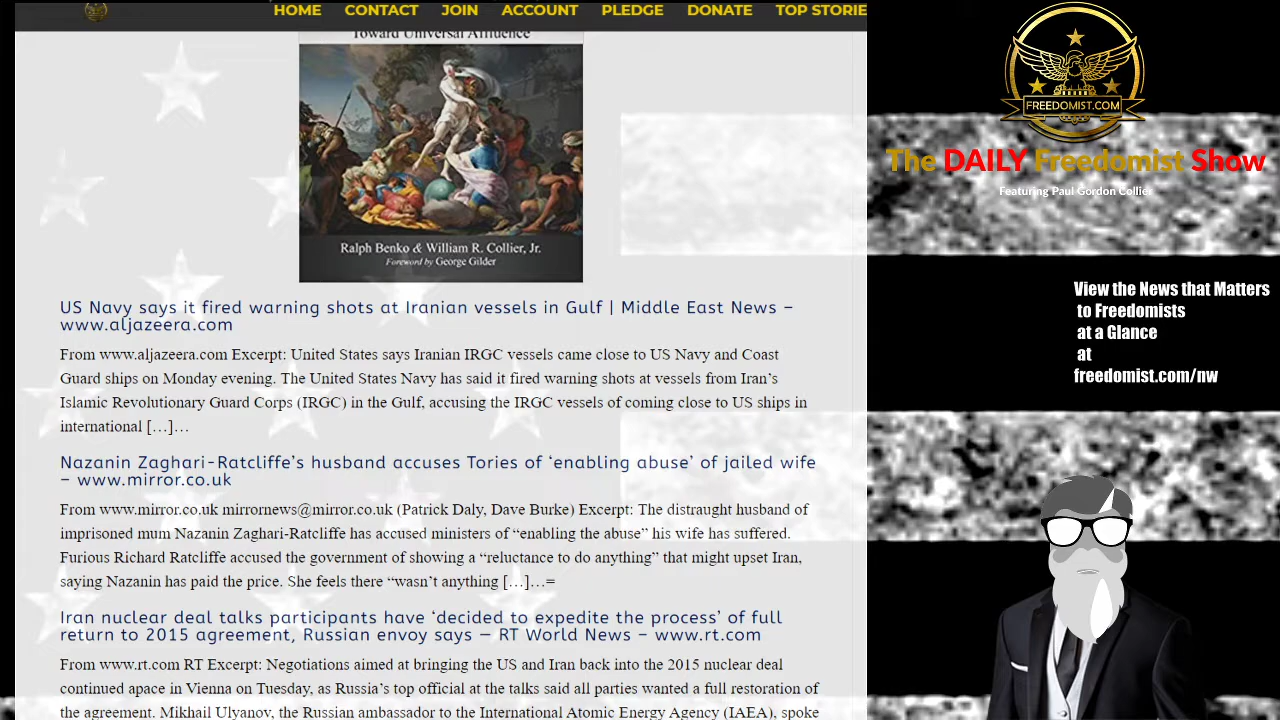 HOME CONTACT JOIN ACCOUNT PLEDGE DONATE TOP STORIE
Toward Universal Affluence
Ralph Benko & William R. Collier, Jr.
Foreword by George Gilder
US Navy says it fired warning shots at Iranian vessels in Gulf | Middle East News –
www.aljazeera.com
From www.aljazeera.com Excerpt: United States says Iranian IRGC vessels came close to US Navy and Coast
Guard ships on Monday evening. The United States Navy has said it fired warning shots at vessels from Iran’s
Islamic Revolutionary Guard Corps (IRGC) in the Gulf, accusing the IRGC vessels of coming close to US ships in
international […]…
Nazanin Zaghari-Ratcliffe’s husband accuses Tories of ‘enabling abuse’ of jailed wife
– www.mirror.co.uk
From www.mirror.co.uk mirrornews@mirror.co.uk (Patrick Daly, Dave Burke) Excerpt: The distraught husband of
imprisoned mum Nazanin Zaghari-Ratcliffe has accused ministers of “enabling the abuse” his wife has suffered.
Furious Richard Ratcliffe accused the government of showing a “reluctance to do anything” that might upset Iran,
saying Nazanin has paid the price. She feels there “wasn’t anything […]…=
Iran nuclear deal talks participants have ‘decided to expedite the process’ of full
return to 2015 agreement, Russian envoy says — RT World News – www.rt.com
From www.rt.com RT Excerpt: Negotiations aimed at bringing the US and Iran back into the 2015 nuclear deal
continued apace in Vienna on Tuesday, as Russia’s top official at the talks said all parties wanted a full restoration of
the agreement. Mikhail Ulyanov, the Russian ambassador to the International Atomic Energy Agency (IAEA), spoke
FREEDOMIST.COM
The DAILY Freedomist Show
Featuring Paul Gordon Collie
View the News that Matters
to Freedomists
at a Glance
at
freedomist.com/nw